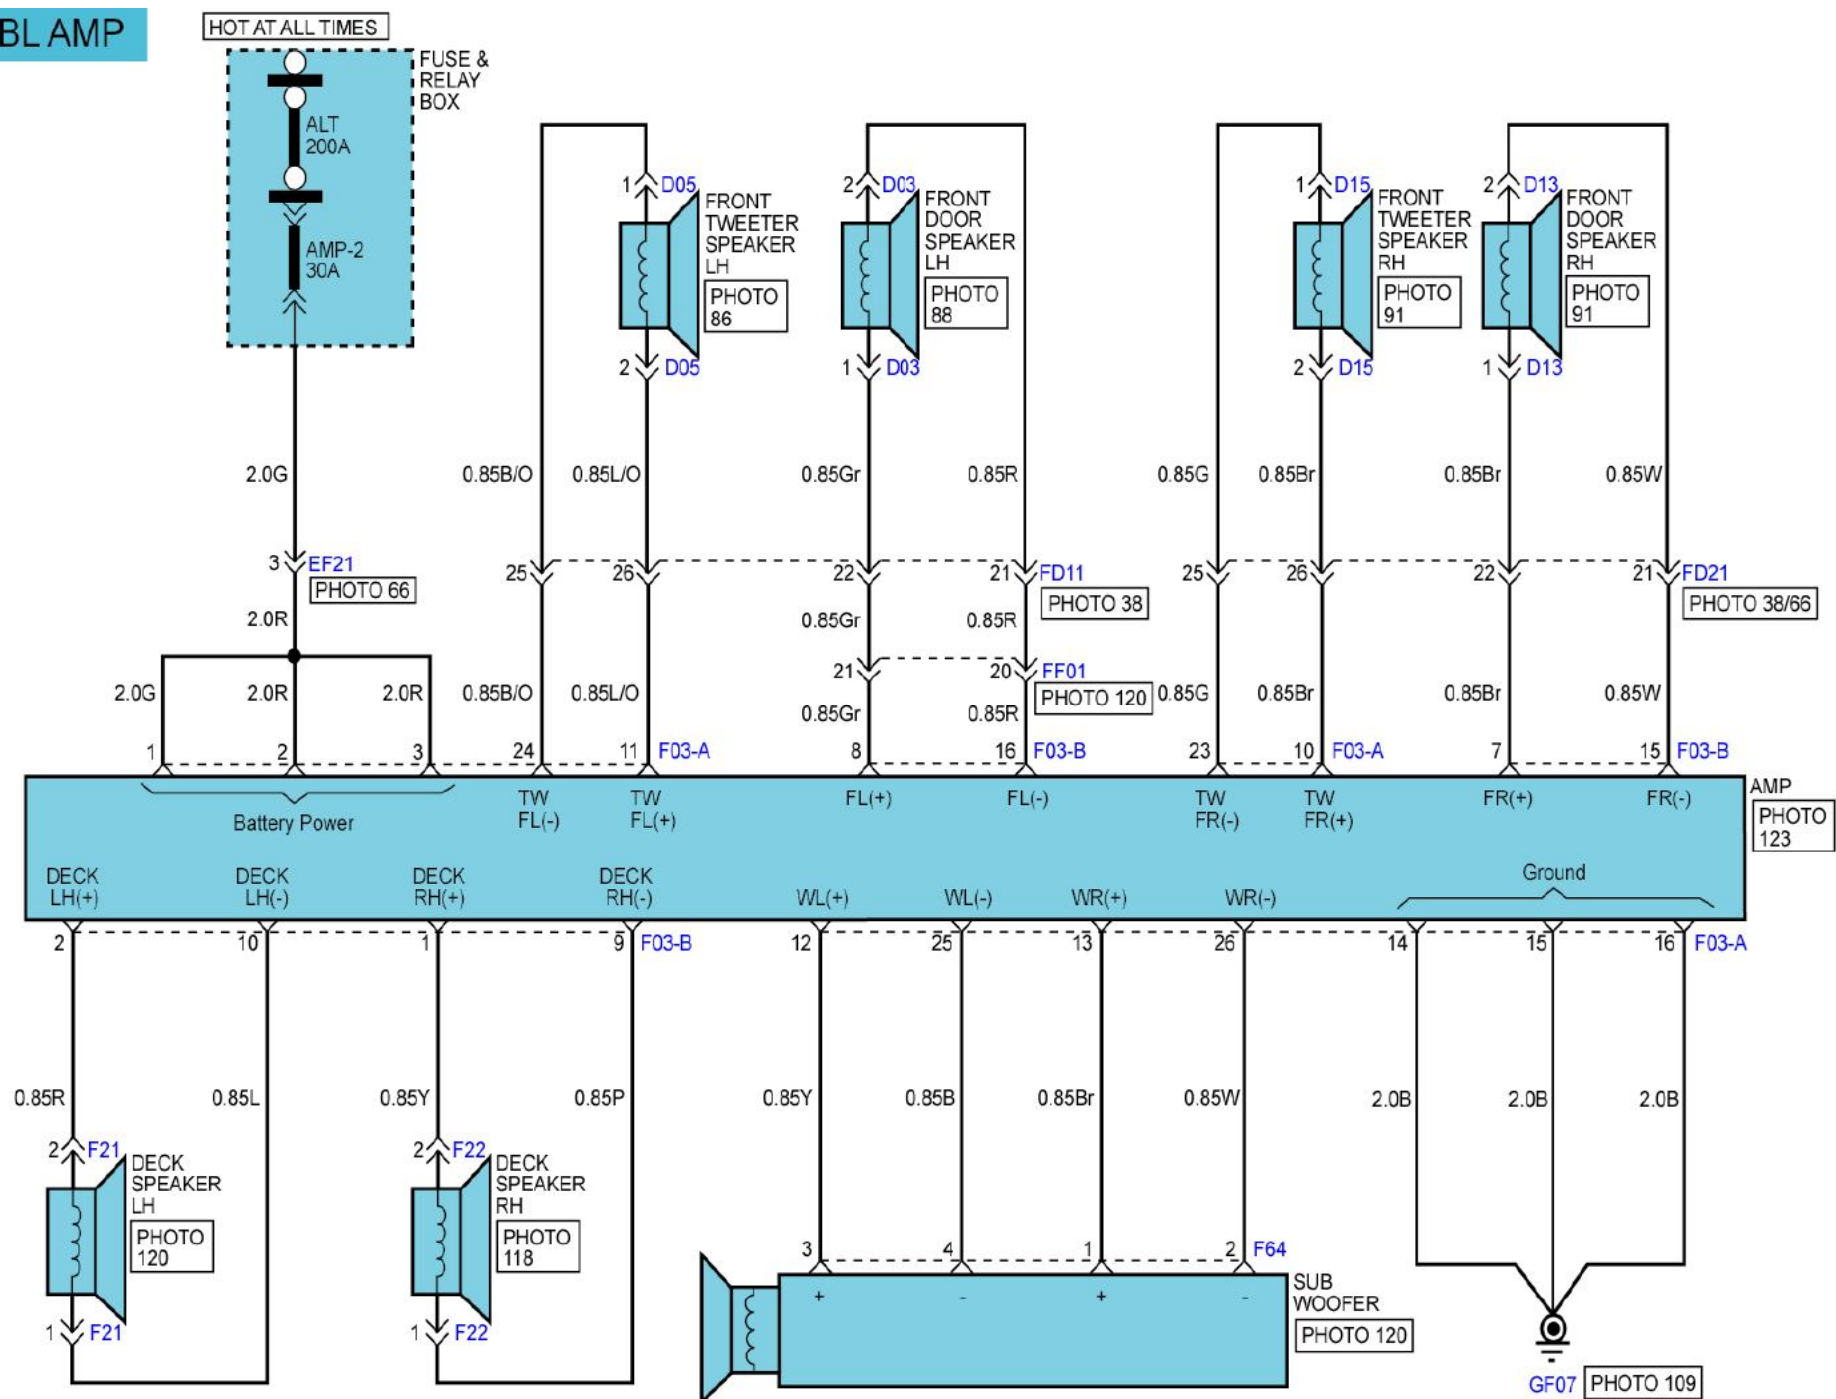 BL AMP
HOT AT ALL TIMES
FUSE &
RELAY
BOX
ALT
200A
AMP-2
30A
1 D05
FRONT
TWEETER
SPEAKER
LH
PHOTO
86
2 D05
2 D03
FRONT
DOOR
SPEAKER
LH
PHOTO
88
1 D03
1 D15
FRONT
TWEETER
SPEAKER
RH
PHOTO
91
2 D15
2 D13
FRONT
DOOR
SPEAKER
RH
PHOTO
91
1 D13
2.0G 0.85B/O 0.85L/O 0.85Gr 0.85R 0.85G 0.85Br 0.85Br 0.85W
3 EF21
PHOTO 66
25 26 22 21 FD11
PHOTO 38
25 26 22 21 FD21
PHOTO 38/66
2.0R 0.85Gr 0.85R
21 20 FF01
PHOTO 120
2.0G 2.0R 2.0R 0.85B/O 0.85L/O 0.85Gr 0.85R 0.85G 0.85Br 0.85Br 0.85W
1 2 3 24 11 F03-A 8 16 F03-B 23 10 F03-A 7 15 F03-B
AMP
PHOTO
123
Battery Power
TW
FL(-)
TW
FL(+)
FL(+)
FL(-)
TW
FR(-)
TW
FR(+)
FR(+)
FR(-)
DECK
LH(+)
DECK
LH(-)
DECK
RH(+)
DECK
RH(-)
WL(+) WL(-) WR(+) WR(-)
Ground
2 10 1 9 F03-B 12 25 13 26 14 15 16 F03-A
0.85R 0.85L 0.85Y 0.85P 0.85Y 0.85B 0.85Br 0.85W 2.0B 2.0B 2.0B
2 F21
DECK
SPEAKER
LH
PHOTO
120
1 F21
2 F22
DECK
SPEAKER
RH
PHOTO
118
1 F22
3 4 1 2 F64
+ - + -
SUB
WOOFER
PHOTO 120
GF07 PHOTO 109